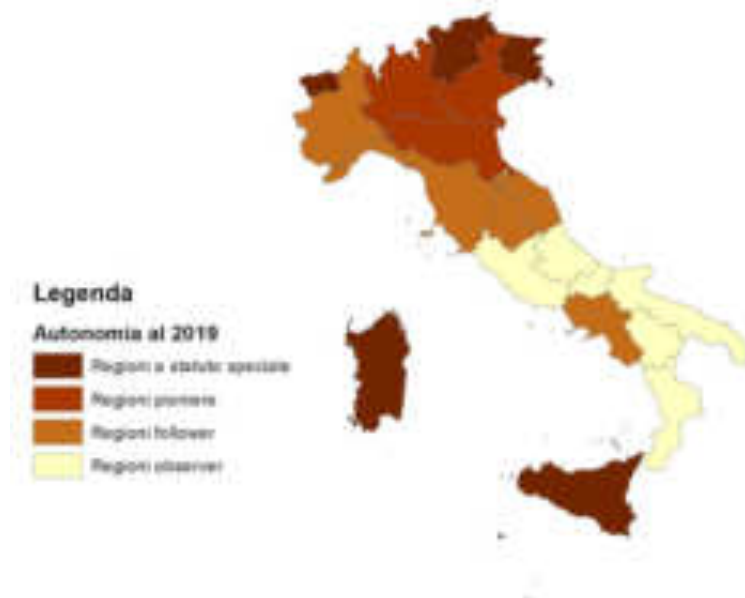 Legenda
Autonomia al 2019
Regioni a statuto speciale
Regioni pioniere
Regioni follower
Regioni observer